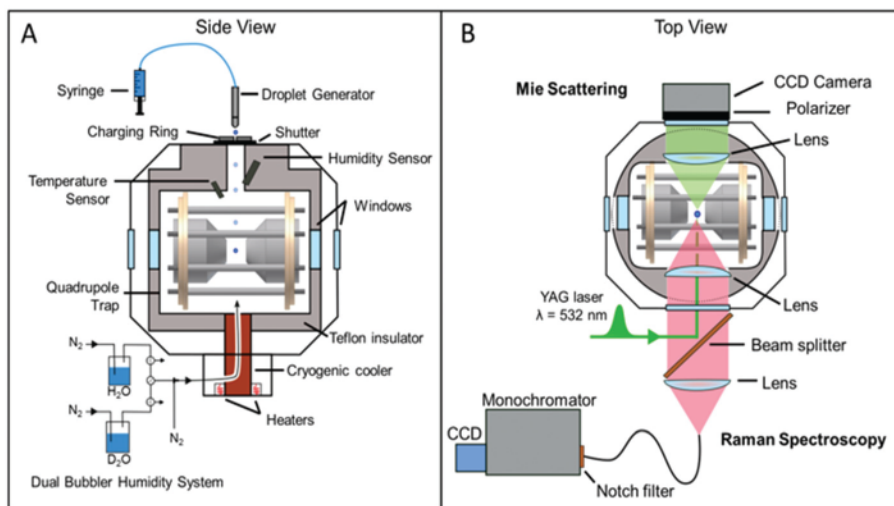 A
Side View
Syringe
Droplet Generator
Charging Ring
Shutter
Humidity Sensor
Temperature
Sensor
Windows
Quadrupole
Trap
Teflon insulator
N₂
H₂O
Cryogenic cooler
N₂
N₂
Heaters
D₂O
Dual Bubbler Humidity System
B
Top View
CCD Camera
Mie Scattering
Polarizer
Lens
YAG laser
λ = 532 nm
Lens
Beam splitter
Lens
Monochromator
CCD
Raman Spectroscopy
Notch filter